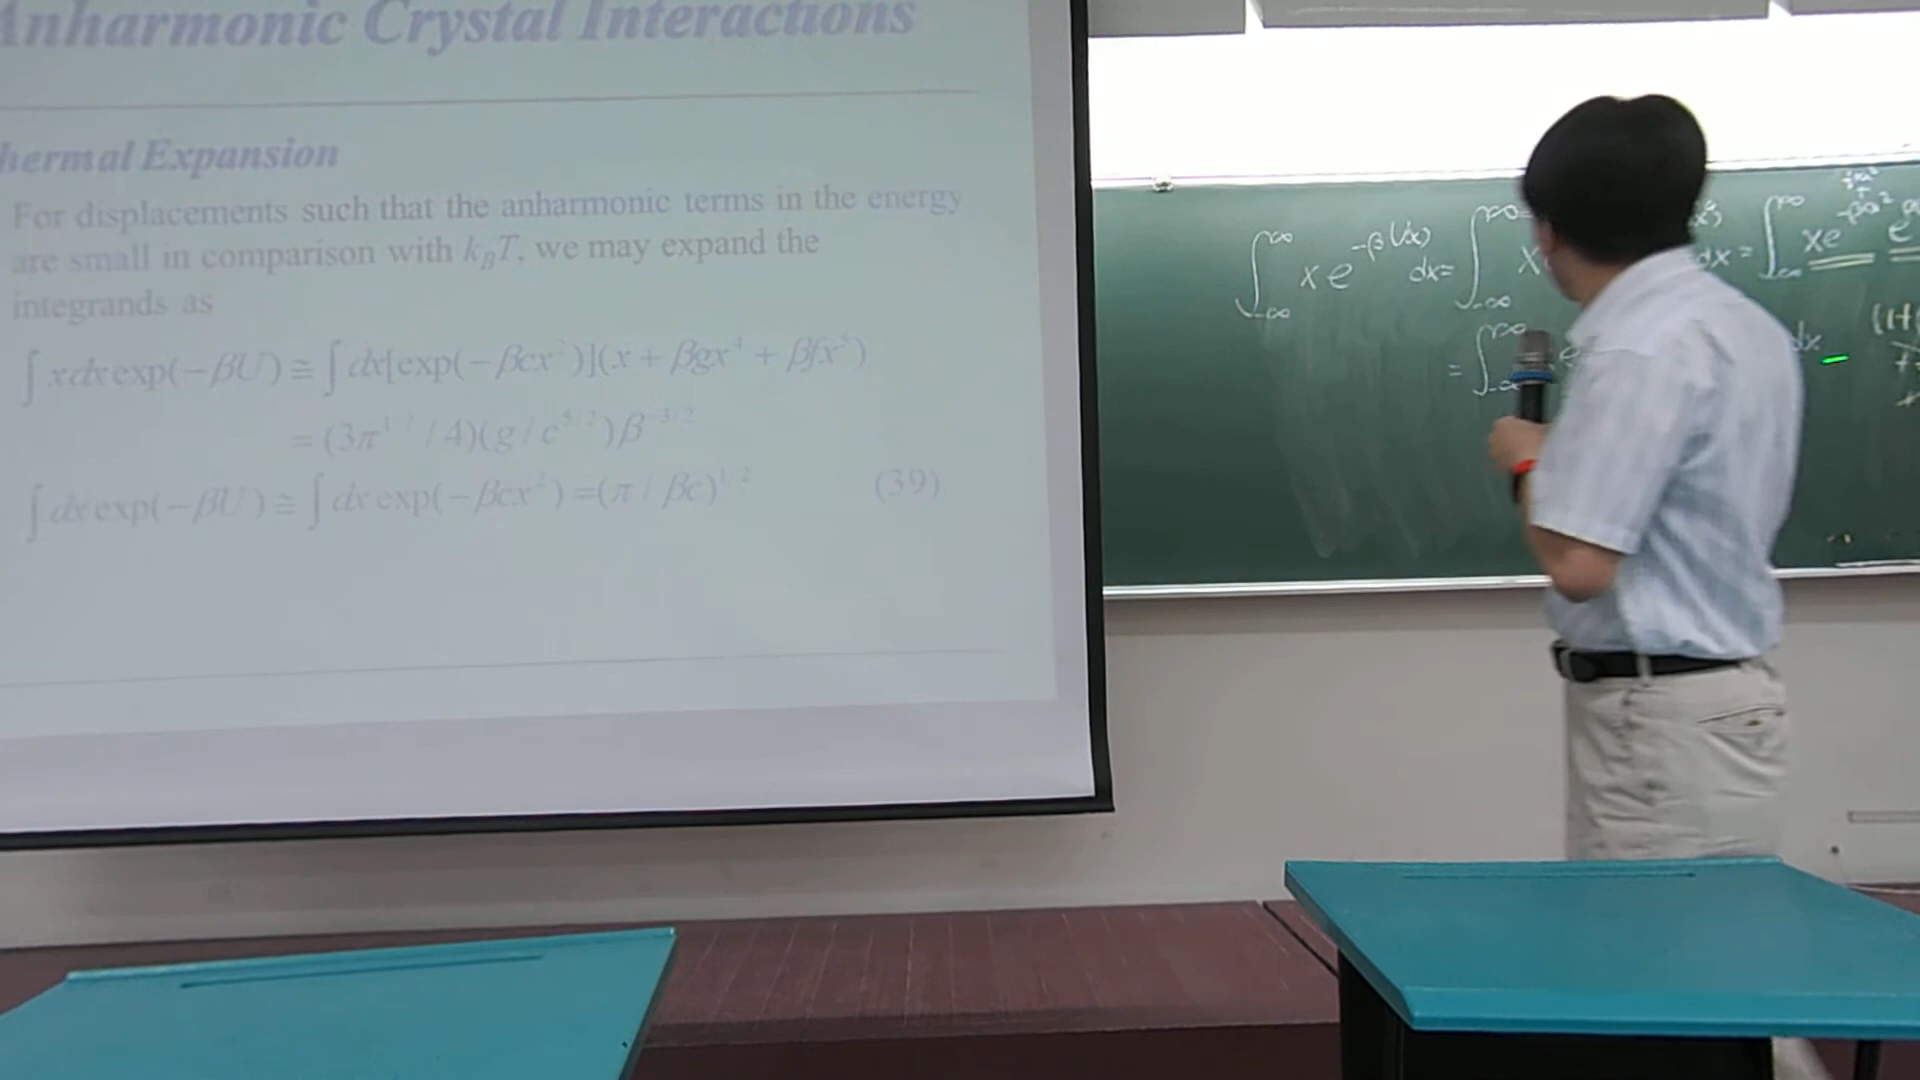 Anharmonic Crystal Interactions
hermal Expansion
For displacements such that the anharmonic terms in the energy
are small in comparison with k_BT, we may expand the
integrands as
∫ xdx exp(−βU) ≅ ∫ dx[exp(−βcx²)](x + βgx⁴ + βfx⁵)
= (3π^{1/2} / 4)(g / c^{5/2})β^{−3/2}
∫ dx exp(−βU) ≅ ∫ dx exp(−βcx²) = (π / βc)^{1/2} (39)
∫_{-∞}^{∞} x e^{-βU(x)} dx = ∫_{-∞}^{∞} x dx = ∫_{-∞}^{∞} xe e
= ∫_{-∞}^{∞} e dx